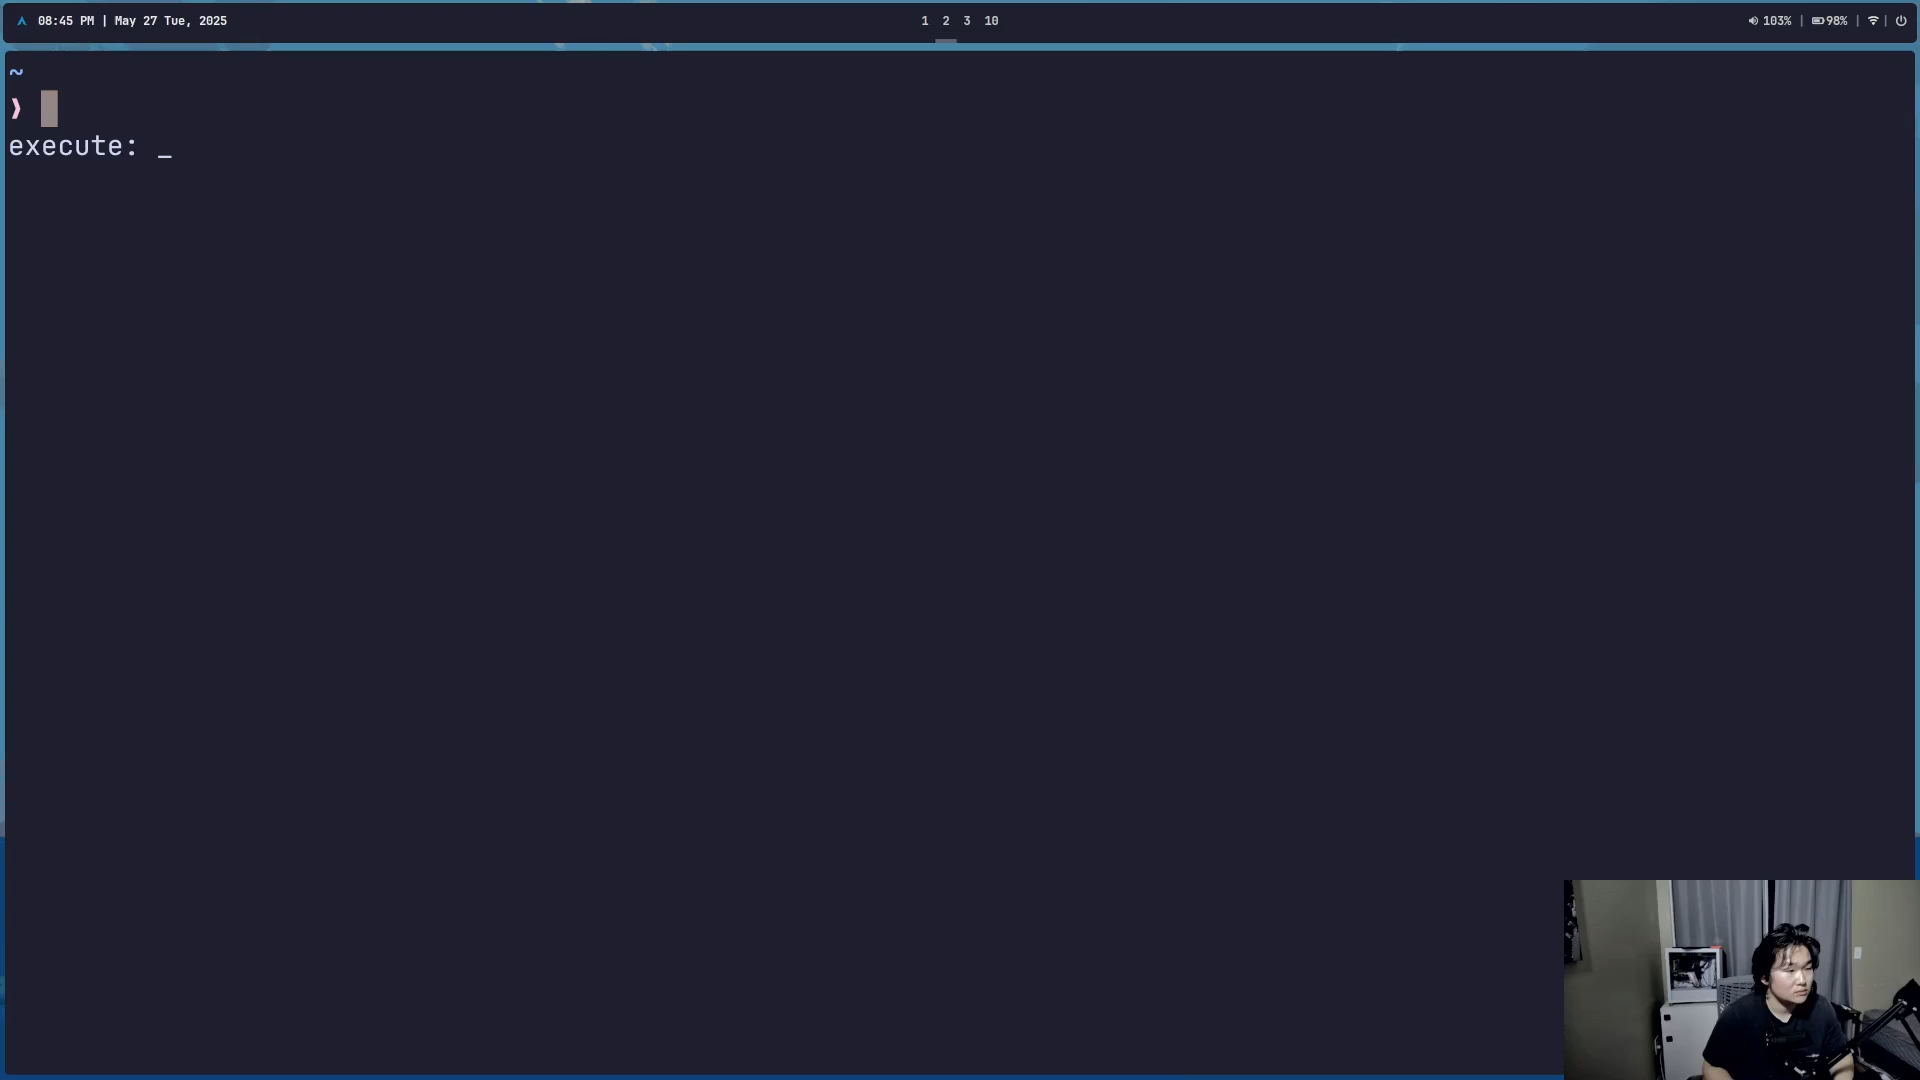 08:45 PM | May 27 Tue, 2025
1 2 3 10
103% | 98% | |
~
❯
execute: _